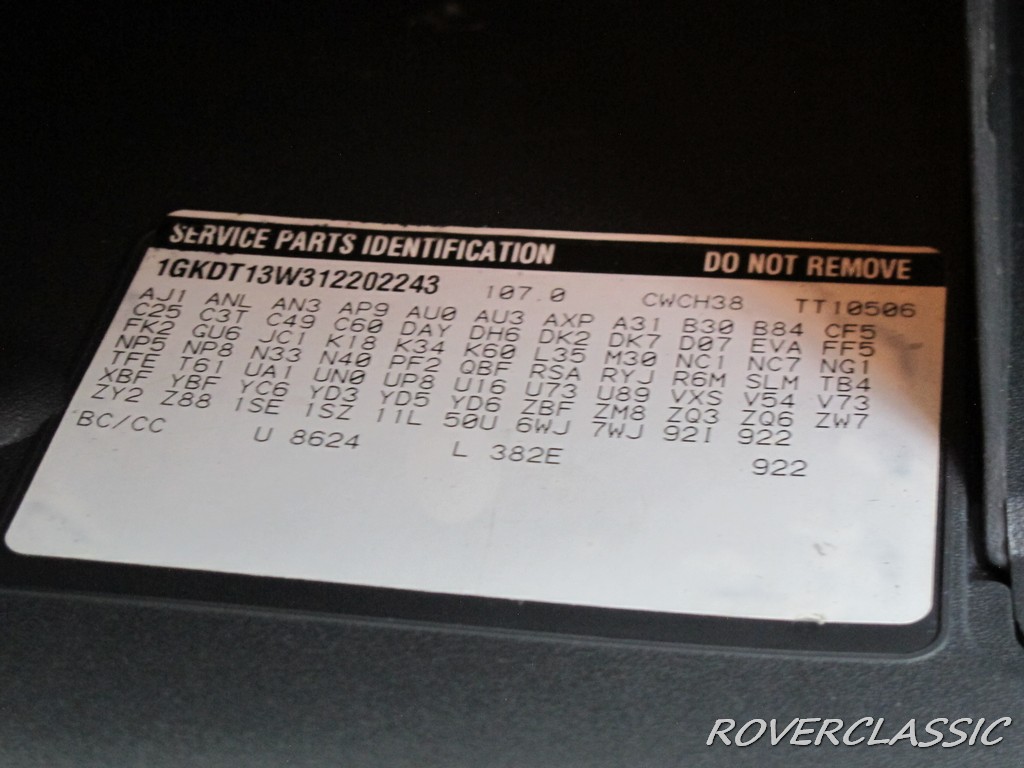 SERVICE PARTS IDENTIFICATION DO NOT REMOVE
1GKDT13W312202243 107.0 CWCH38 TT10506
AJ1 ANL AN3 AP9 AU0 AU3 AXP A31 B30 B84 CF5
C25 C3T C49 C60 DAY DH6 DK2 DK7 D07 EVA FF5
FK2 GU6 JC1 K18 K34 K60 L35 M30 NC1 NC7 NG1
NP5 NP8 N33 N40 PF2 QBF RSA RYJ R6M SLM TB4
TFE T61 UA1 UN0 UP8 U16 U73 U89 VXS V54 V73
XBF YBF YC6 YD3 YD5 YD6 ZBF ZM8 ZQ3 ZQ6 ZW7
ZY2 Z88 1SE 1SZ 11L 50U 6WJ 7WJ 92I 922
BC/CC U 8624 L 382E 922
ROVERCLASSIC